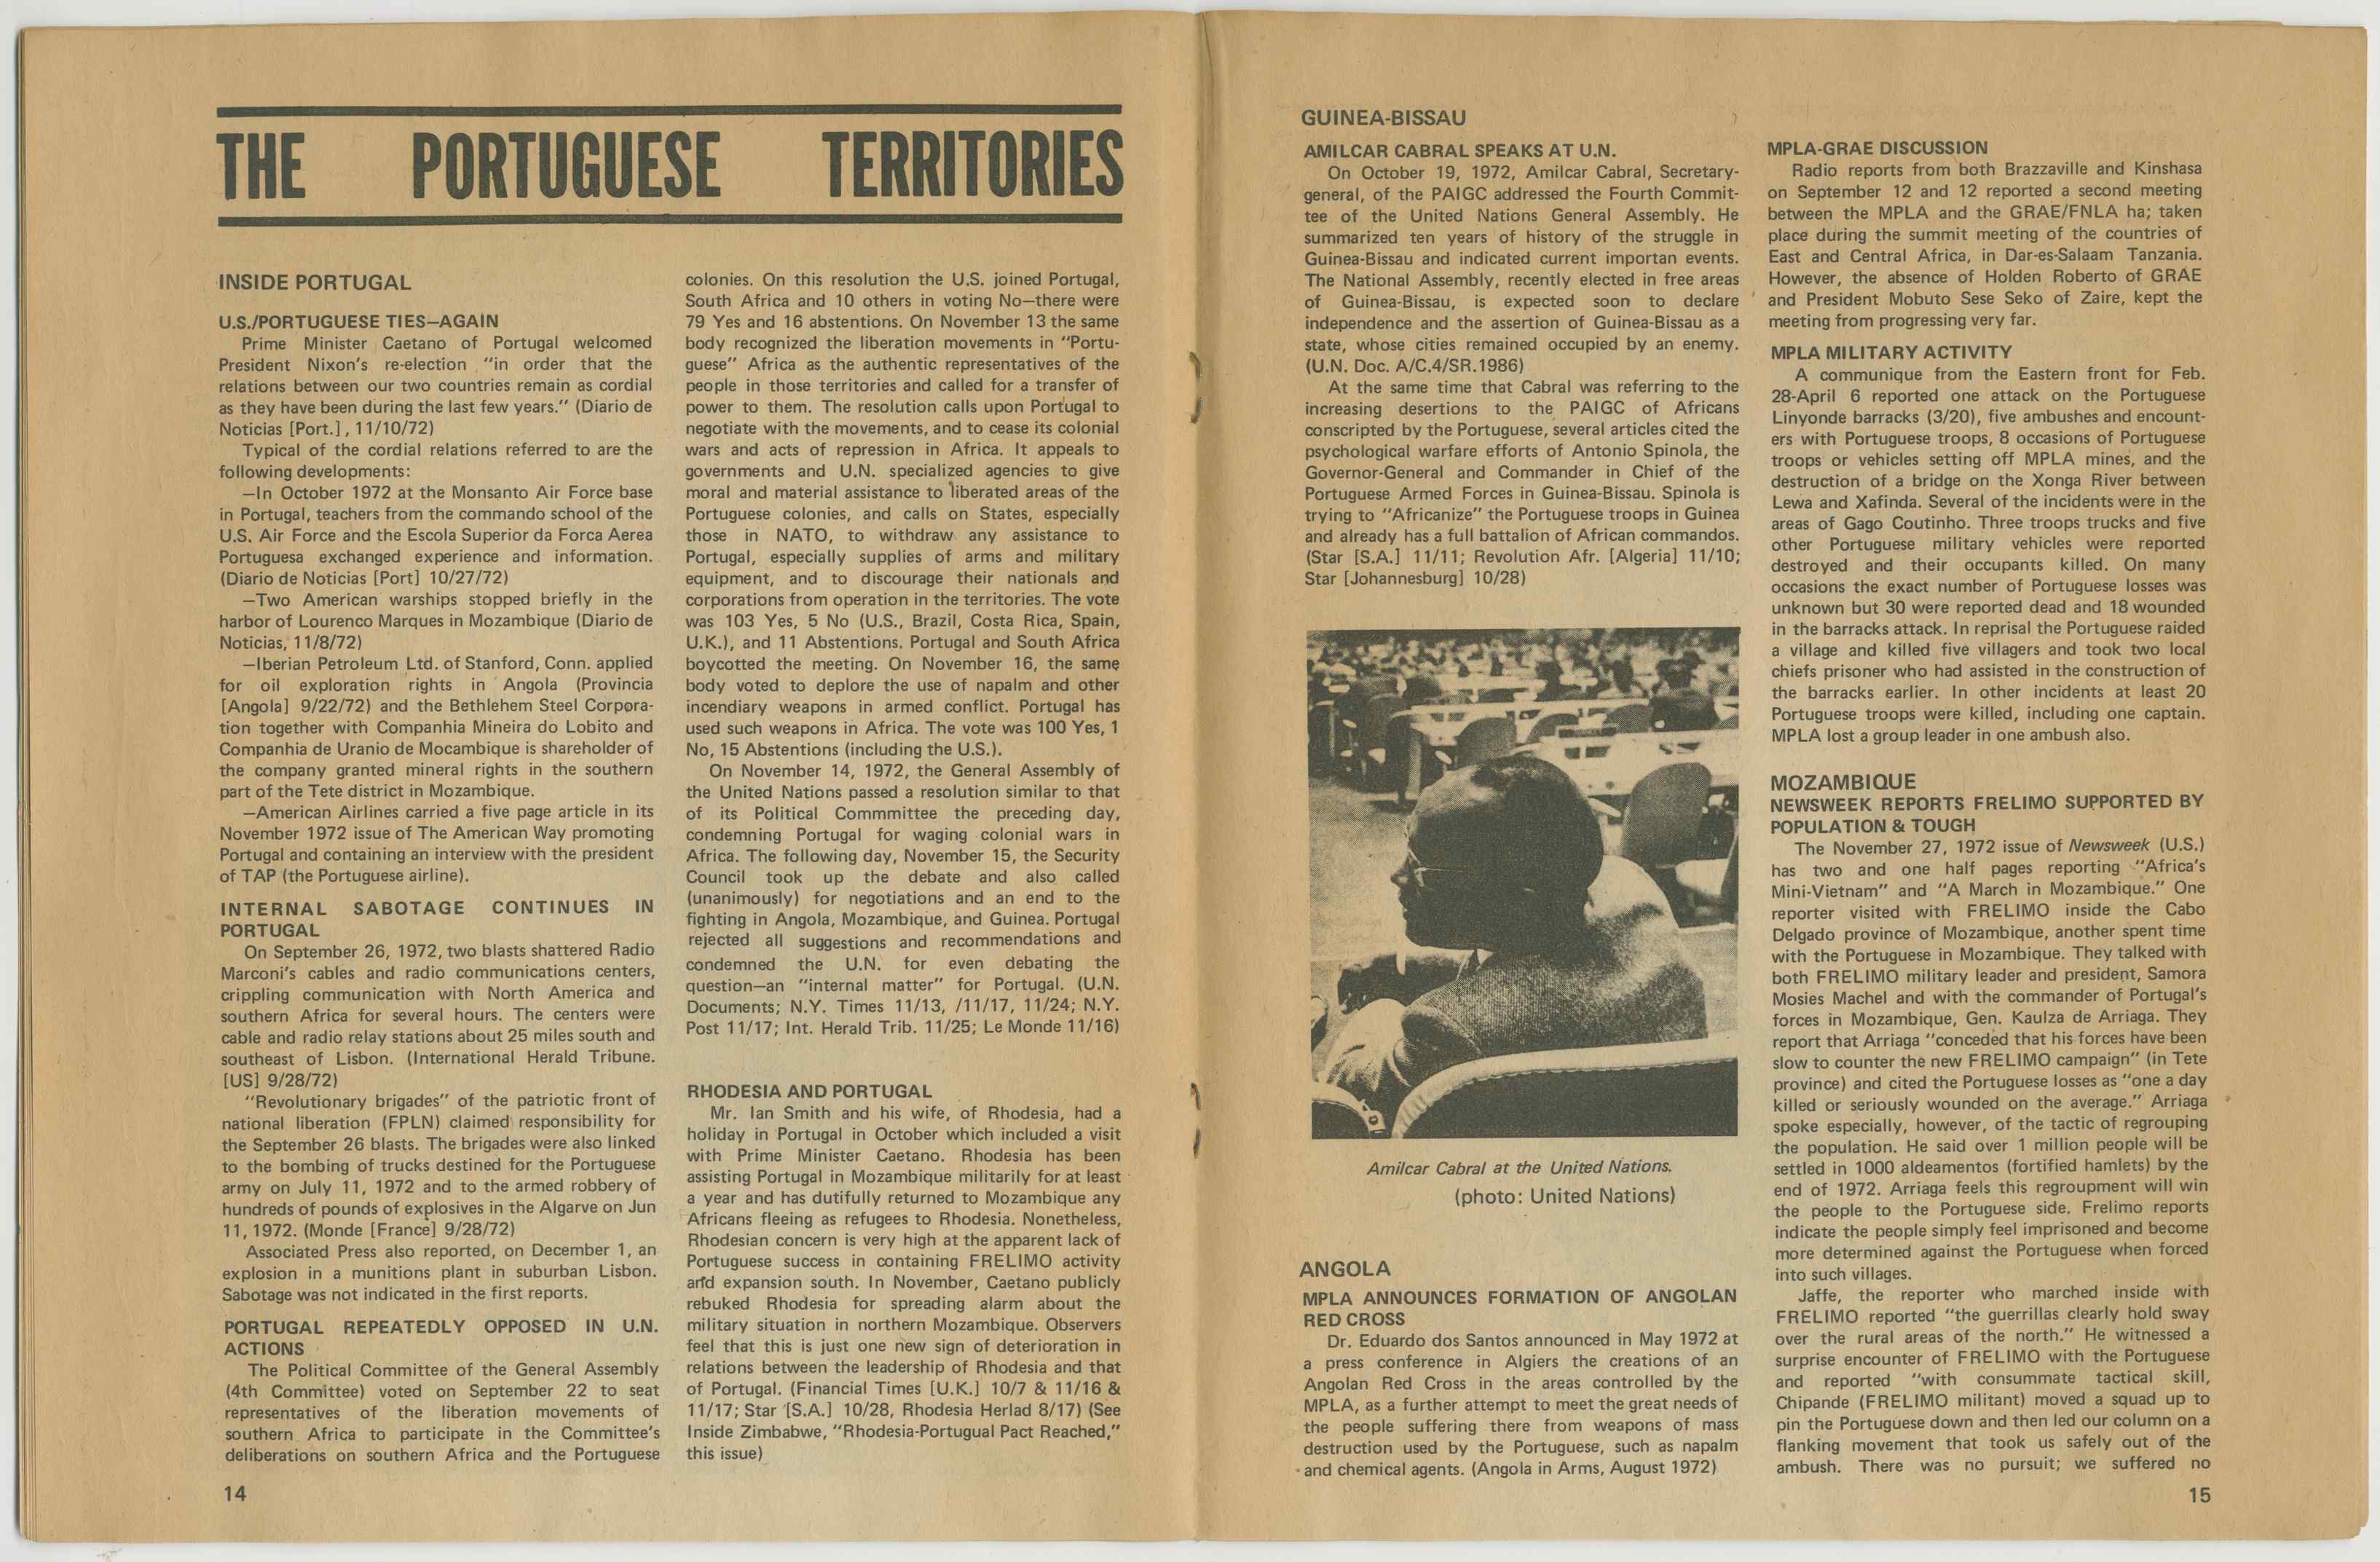 THE PORTUGUESE TERRITORIES
INSIDE PORTUGAL
U.S./PORTUGUESE TIES—AGAIN
Prime Minister Caetano of Portugal welcomed
President Nixon's re-election "in order that the
relations between our two countries remain as cordial
as they have been during the last few years." (Diario de
Noticias [Port.], 11/10/72)
Typical of the cordial relations referred to are the
following developments:
—In October 1972 at the Monsanto Air Force base
in Portugal, teachers from the commando school of the
U.S. Air Force and the Escola Superior da Forca Aerea
Portuguesa exchanged experience and information.
(Diario de Noticias [Port] 10/27/72)
—Two American warships stopped briefly in the
harbor of Lourenco Marques in Mozambique (Diario de
Noticias, 11/8/72)
—Iberian Petroleum Ltd. of Stanford, Conn. applied
for oil exploration rights in Angola (Provincia
[Angola] 9/22/72) and the Bethlehem Steel Corpora-
tion together with Companhia Mineira do Lobito and
Companhia de Uranio de Mocambique is shareholder of
the company granted mineral rights in the southern
part of the Tete district in Mozambique.
—American Airlines carried a five page article in its
November 1972 issue of The American Way promoting
Portugal and containing an interview with the president
of TAP (the Portuguese airline).
INTERNAL SABOTAGE CONTINUES IN
PORTUGAL
On September 26, 1972, two blasts shattered Radio
Marconi's cables and radio communications centers,
crippling communication with North America and
southern Africa for several hours. The centers were
cable and radio relay stations about 25 miles south and
southeast of Lisbon. (International Herald Tribune.
[US] 9/28/72)
"Revolutionary brigades" of the patriotic front of
national liberation (FPLN) claimed responsibility for
the September 26 blasts. The brigades were also linked
to the bombing of trucks destined for the Portuguese
army on July 11, 1972 and to the armed robbery of
hundreds of pounds of explosives in the Algarve on Jun
11, 1972. (Monde [France] 9/28/72)
Associated Press also reported, on December 1, an
explosion in a munitions plant in suburban Lisbon.
Sabotage was not indicated in the first reports.
PORTUGAL REPEATEDLY OPPOSED IN U.N.
ACTIONS
The Political Committee of the General Assembly
(4th Committee) voted on September 22 to seat
representatives of the liberation movements of
southern Africa to participate in the Committee's
deliberations on southern Africa and the Portuguese
14
colonies. On this resolution the U.S. joined Portugal,
South Africa and 10 others in voting No—there were
79 Yes and 16 abstentions. On November 13 the same
body recognized the liberation movements in "Portu-
guese" Africa as the authentic representatives of the
people in those territories and called for a transfer of
power to them. The resolution calls upon Portugal to
negotiate with the movements, and to cease its colonial
wars and acts of repression in Africa. It appeals to
governments and U.N. specialized agencies to give
moral and material assistance to liberated areas of the
Portuguese colonies, and calls on States, especially
those in NATO, to withdraw any assistance to
Portugal, especially supplies of arms and military
equipment, and to discourage their nationals and
corporations from operation in the territories. The vote
was 103 Yes, 5 No (U.S., Brazil, Costa Rica, Spain,
U.K.), and 11 Abstentions. Portugal and South Africa
boycotted the meeting. On November 16, the same
body voted to deplore the use of napalm and other
incendiary weapons in armed conflict. Portugal has
used such weapons in Africa. The vote was 100 Yes, 1
No, 15 Abstentions (including the U.S.).
On November 14, 1972, the General Assembly of
the United Nations passed a resolution similar to that
of its Political Commmittee the preceding day,
condemning Portugal for waging colonial wars in
Africa. The following day, November 15, the Security
Council took up the debate and also called
(unanimously) for negotiations and an end to the
fighting in Angola, Mozambique, and Guinea. Portugal
rejected all suggestions and recommendations and
condemned the U.N. for even debating the
question—an "internal matter" for Portugal. (U.N.
Documents; N.Y. Times 11/13, /11/17, 11/24; N.Y.
Post 11/17; Int. Herald Trib. 11/25; Le Monde 11/16)
RHODESIA AND PORTUGAL
Mr. Ian Smith and his wife, of Rhodesia, had a
holiday in Portugal in October which included a visit
with Prime Minister Caetano. Rhodesia has been
assisting Portugal in Mozambique militarily for at least
a year and has dutifully returned to Mozambique any
Africans fleeing as refugees to Rhodesia. Nonetheless,
Rhodesian concern is very high at the apparent lack of
Portuguese success in containing FRELIMO activity
and expansion south. In November, Caetano publicly
rebuked Rhodesia for spreading alarm about the
military situation in northern Mozambique. Observers
feel that this is just one new sign of deterioration in
relations between the leadership of Rhodesia and that
of Portugal. (Financial Times [U.K.] 10/7 & 11/16 &
11/17; Star [S.A.] 10/28, Rhodesia Herlad 8/17) (See
Inside Zimbabwe, "Rhodesia-Portugual Pact Reached,"
this issue)
GUINEA-BISSAU
AMILCAR CABRAL SPEAKS AT U.N.
On October 19, 1972, Amilcar Cabral, Secretary-
general, of the PAIGC addressed the Fourth Commit-
tee of the United Nations General Assembly. He
summarized ten years of history of the struggle in
Guinea-Bissau and indicated current importan events.
The National Assembly, recently elected in free areas
of Guinea-Bissau, is expected soon to declare
independence and the assertion of Guinea-Bissau as a
state, whose cities remained occupied by an enemy.
(U.N. Doc. A/C.4/SR.1986)
At the same time that Cabral was referring to the
increasing desertions to the PAIGC of Africans
conscripted by the Portuguese, several articles cited the
psychological warfare efforts of Antonio Spinola, the
Governor-General and Commander in Chief of the
Portuguese Armed Forces in Guinea-Bissau. Spinola is
trying to "Africanize" the Portuguese troops in Guinea
and already has a full battalion of African commandos.
(Star [S.A.] 11/11; Revolution Afr. [Algeria] 11/10;
Star [Johannesburg] 10/28)
Amilcar Cabral at the United Nations.
(photo: United Nations)
ANGOLA
MPLA ANNOUNCES FORMATION OF ANGOLAN
RED CROSS
Dr. Eduardo dos Santos announced in May 1972 at
a press conference in Algiers the creations of an
Angolan Red Cross in the areas controlled by the
MPLA, as a further attempt to meet the great needs of
the people suffering there from weapons of mass
destruction used by the Portuguese, such as napalm
and chemical agents. (Angola in Arms, August 1972)
MPLA-GRAE DISCUSSION
Radio reports from both Brazzaville and Kinshasa
on September 12 and 12 reported a second meeting
between the MPLA and the GRAE/FNLA ha; taken
place during the summit meeting of the countries of
East and Central Africa, in Dar-es-Salaam Tanzania.
However, the absence of Holden Roberto of GRAE
and President Mobuto Sese Seko of Zaire, kept the
meeting from progressing very far.
MPLA MILITARY ACTIVITY
A communique from the Eastern front for Feb.
28-April 6 reported one attack on the Portuguese
Linyonde barracks (3/20), five ambushes and encount-
ers with Portuguese troops, 8 occasions of Portuguese
troops or vehicles setting off MPLA mines, and the
destruction of a bridge on the Xonga River between
Lewa and Xafinda. Several of the incidents were in the
areas of Gago Coutinho. Three troops trucks and five
other Portuguese military vehicles were reported
destroyed and their occupants killed. On many
occasions the exact number of Portuguese losses was
unknown but 30 were reported dead and 18 wounded
in the barracks attack. In reprisal the Portuguese raided
a village and killed five villagers and took two local
chiefs prisoner who had assisted in the construction of
the barracks earlier. In other incidents at least 20
Portuguese troops were killed, including one captain.
MPLA lost a group leader in one ambush also.
MOZAMBIQUE
NEWSWEEK REPORTS FRELIMO SUPPORTED BY
POPULATION & TOUGH
The November 27, 1972 issue of Newsweek (U.S.)
has two and one half pages reporting "Africa's
Mini-Vietnam" and "A March in Mozambique." One
reporter visited with FRELIMO inside the Cabo
Delgado province of Mozambique, another spent time
with the Portuguese in Mozambique. They talked with
both FRELIMO military leader and president, Samora
Mosies Machel and with the commander of Portugal's
forces in Mozambique, Gen. Kaulza de Arriaga. They
report that Arriaga "conceded that his forces have been
slow to counter the new FRELIMO campaign" (in Tete
province) and cited the Portuguese losses as "one a day
killed or seriously wounded on the average." Arriaga
spoke especially, however, of the tactic of regrouping
the population. He said over 1 million people will be
settled in 1000 aldeamentos (fortified hamlets) by the
end of 1972. Arriaga feels this regroupment will win
the people to the Portuguese side. Frelimo reports
indicate the people simply feel imprisoned and become
more determined against the Portuguese when forced
into such villages.
Jaffe, the reporter who marched inside with
FRELIMO reported "the guerrillas clearly hold sway
over the rural areas of the north." He witnessed a
surprise encounter of FRELIMO with the Portuguese
and reported "with consummate tactical skill,
Chipande (FRELIMO militant) moved a squad up to
pin the Portuguese down and then led our column on a
flanking movement that took us safely out of the
ambush. There was no pursuit; we suffered no
15